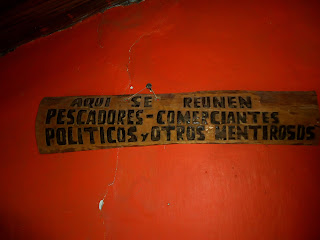 AQUI SE REUNEN
PESCADORES-COMERCIANTES
POLITICOS y OTROS MENTIROSOS